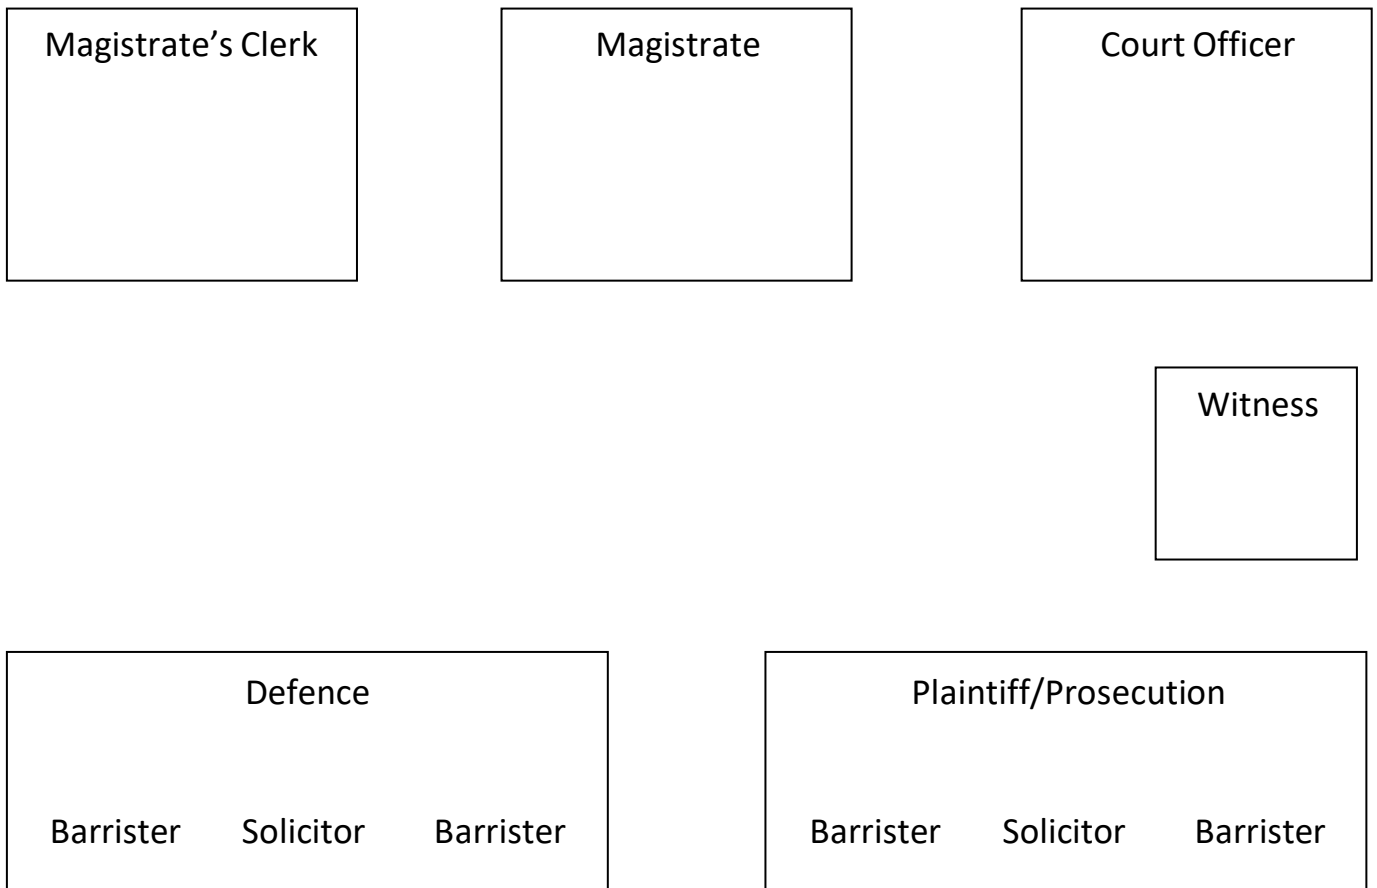 Magistrate’s Clerk
Magistrate
Court Officer
Witness
Defence
Barrister Solicitor Barrister
Plaintiff/Prosecution
Barrister Solicitor Barrister